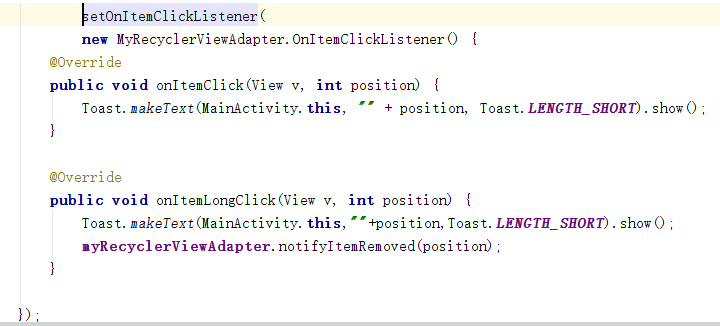 setOnItemClickListener(
new MyRecyclerViewAdapter.OnItemClickListener() {
@Override
public void onItemClick(View v, int position) {
Toast.makeText(MainActivity.this, "" + position, Toast.LENGTH_SHORT).show();
}
@Override
public void onItemLongClick(View v, int position) {
Toast.makeText(MainActivity.this,""+position,Toast.LENGTH_SHORT).show();
myRecyclerViewAdapter.notifyItemRemoved(position);
}
});